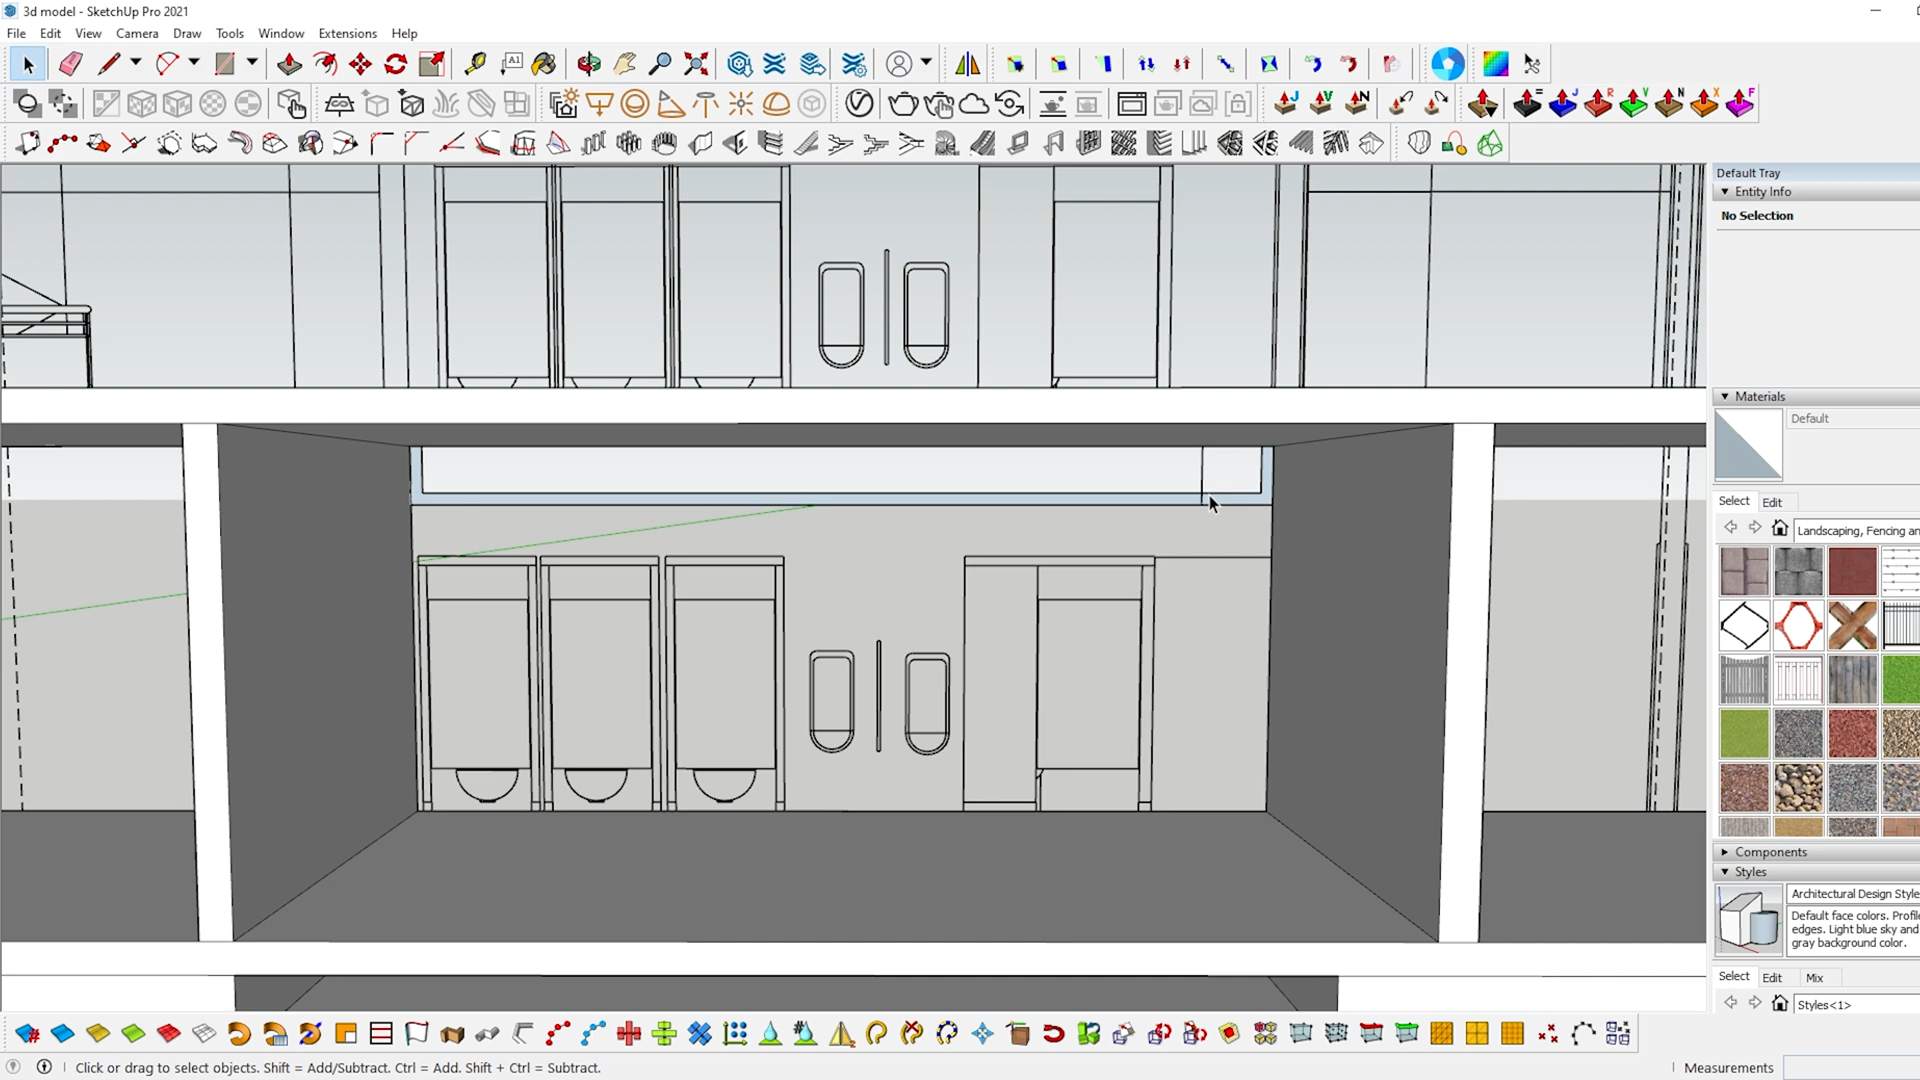 3d model - SketchUp Pro 2021
File Edit View Camera Draw Tools Window Extensions Help
A1
J V N = J R V N X F
Default Tray
Entity Info
No Selection
Materials
Default
Select Edit
Landscaping, Fencing an
Components
Styles
Architectural Design Style
Default face colors. Profile
edges. Light blue sky and
gray background color.
Select Edit Mix
Styles<1>
Click or drag to select objects. Shift = Add/Subtract. Ctrl = Add. Shift + Ctrl = Subtract.
Measurements